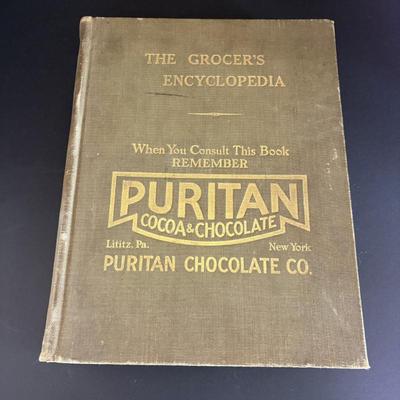 THE GROCER'S
ENCYCLOPEDIA
When You Consult This Book
REMEMBER
PURITAN
COCOA & CHOCOLATE
Lititz, Pa. New York
PURITAN CHOCOLATE CO.